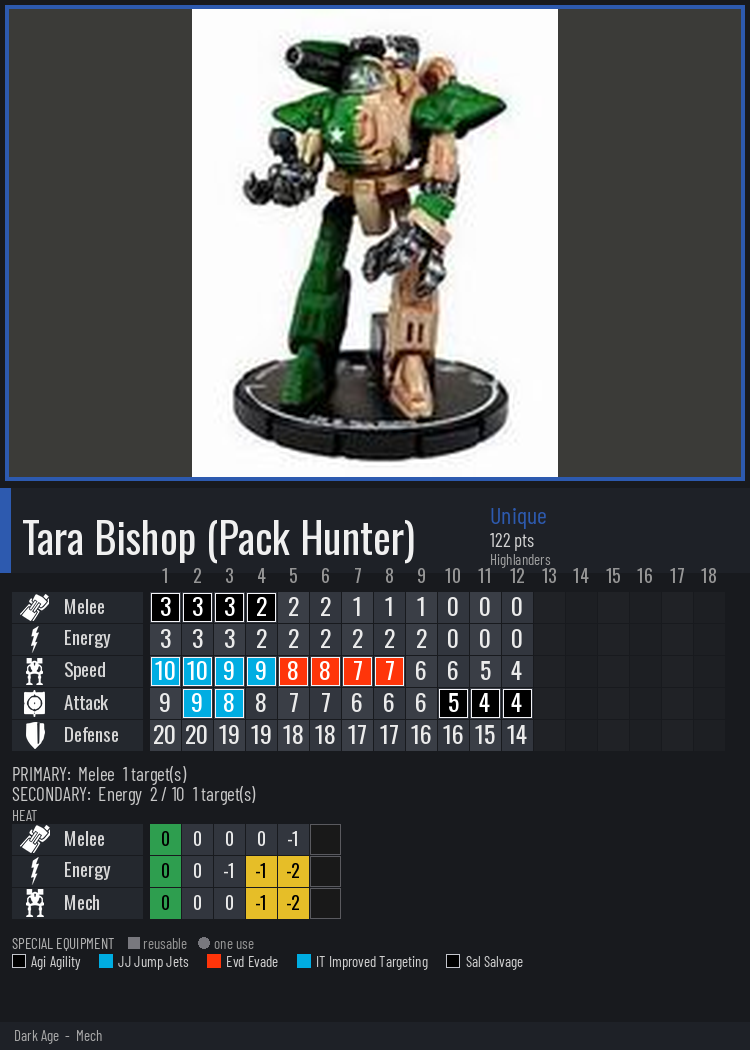 Tara Bishop (Pack Hunter)
Unique
122 pts
Highlanders
1 2 3 4 5 6 7 8 9 10 11 12 13 14 15 16 17 18
Melee 3 3 3 2 2 2 1 1 1 0 0 0
Energy 3 3 3 2 2 2 2 2 2 0 0 0
Speed 10 10 9 9 8 8 7 7 6 6 5 4
Attack 9 9 8 8 7 7 6 6 6 5 4 4
Defense 20 20 19 19 18 18 17 17 16 16 15 14
PRIMARY: Melee 1 target(s)
SECONDARY: Energy 2 / 10 1 target(s)
HEAT
Melee 0 0 0 0 -1
Energy 0 0 -1 -1 -2
Mech 0 0 0 -1 -2
SPECIAL EQUIPMENT reusable one use
Agi Agility JJ Jump Jets Evd Evade IT Improved Targeting Sal Salvage
Dark Age - Mech